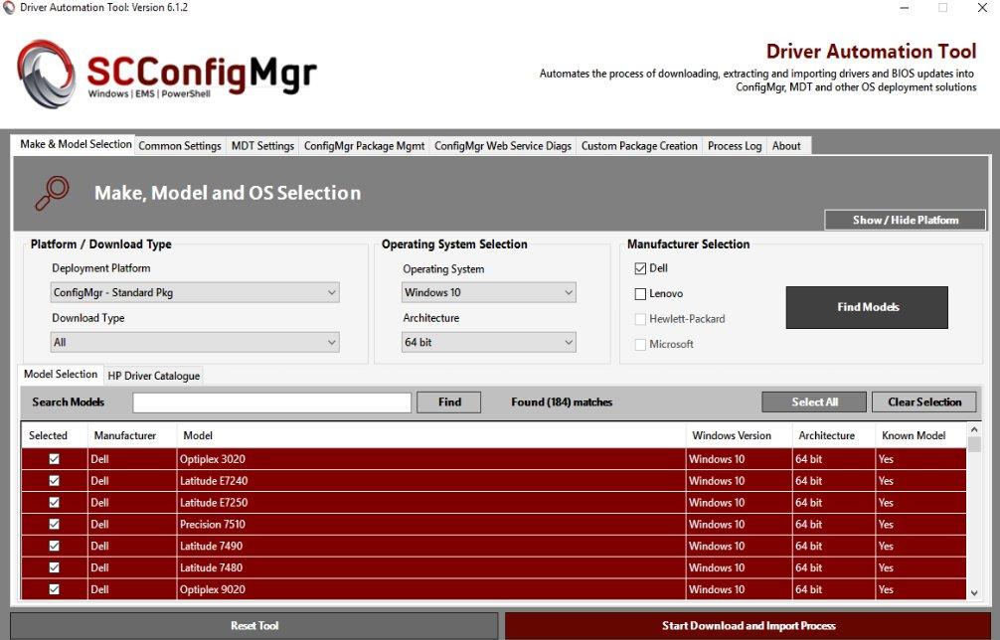 Driver Automation Tool: Version 6.1.2
SCConfigMgr
Windows | EMS | PowerShell
Driver Automation Tool
Automates the process of downloading, extracting and importing drivers and BIOS updates into
ConfigMgr, MDT and other OS deployment solutions
Make & Model Selection Common Settings MDT Settings ConfigMgr Package Mgmt ConfigMgr Web Service Diags Custom Package Creation Process Log About
Make, Model and OS Selection
Show / Hide Platform
Platform / Download Type
Deployment Platform
ConfigMgr - Standard Pkg
Download Type
All
Operating System Selection
Operating System
Windows 10
Architecture
64 bit
Manufacturer Selection
Dell
Lenovo
Hewlett-Packard
Microsoft
Find Models
Model Selection HP Driver Catalogue
Search Models Find Found (184) matches Select All Clear Selection
Selected Manufacturer Model Windows Version Architecture Known Model
Dell Optiplex 3020 Windows 10 64 bit Yes
Dell Latitude E7240 Windows 10 64 bit Yes
Dell Latitude E7250 Windows 10 64 bit Yes
Dell Precision 7510 Windows 10 64 bit Yes
Dell Latitude 7490 Windows 10 64 bit Yes
Dell Latitude 7480 Windows 10 64 bit Yes
Dell Optiplex 9020 Windows 10 64 bit Yes
Reset Tool Start Download and Import Process